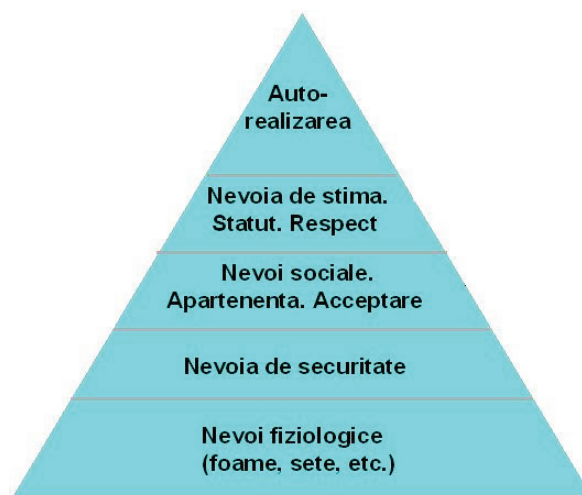 Auto-
realizarea
Nevoia de stima.
Statut. Respect
Nevoi sociale.
Apartenenta. Acceptare
Nevoia de securitate
Nevoi fiziologice
(foame, sete, etc.)